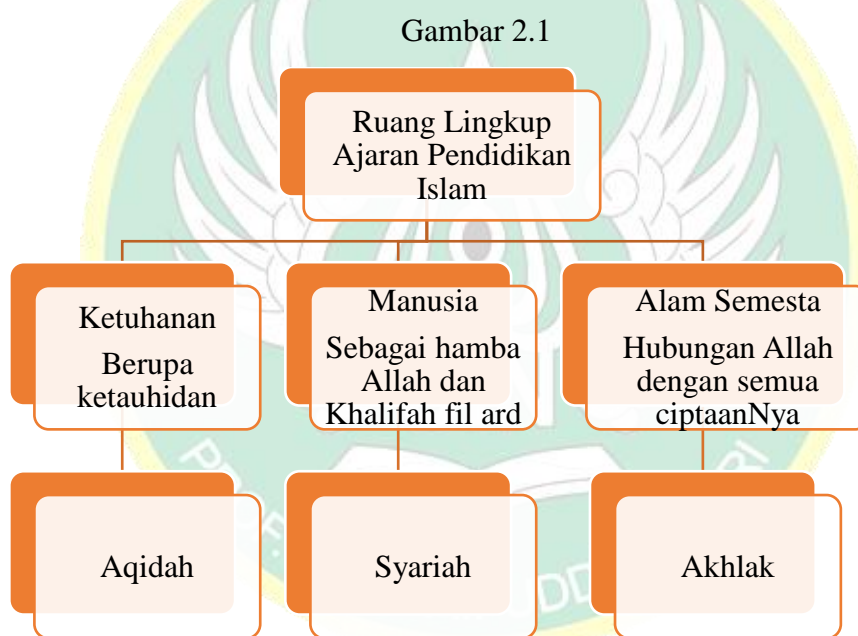 Gambar 2.1
Ruang Lingkup
Ajaran Pendidikan
Islam
Ketuhanan
Berupa
ketauhidan
Manusia
Sebagai hamba
Allah dan
Khalifah fil ard
Alam Semesta
Hubungan Allah
dengan semua
ciptaanNya
Aqidah
Syariah
Akhlak